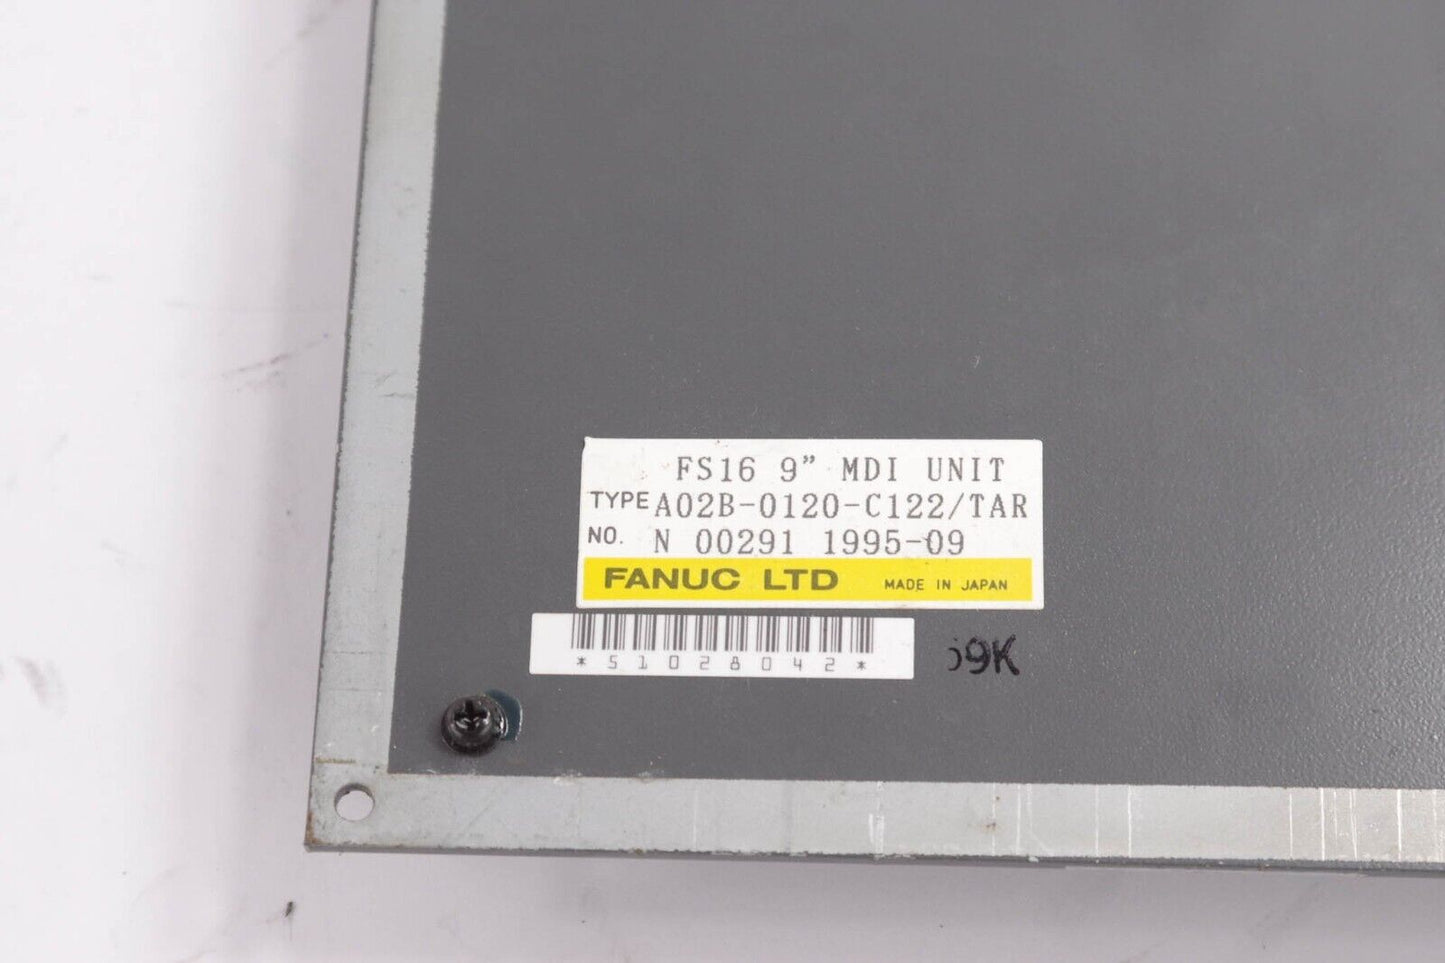 FS16 9” MDI UNIT
TYPE A02B-0120-C122/TAR
NO. N 00291 1995-09
FANUC LTD MADE IN JAPAN
*51028042*
9K